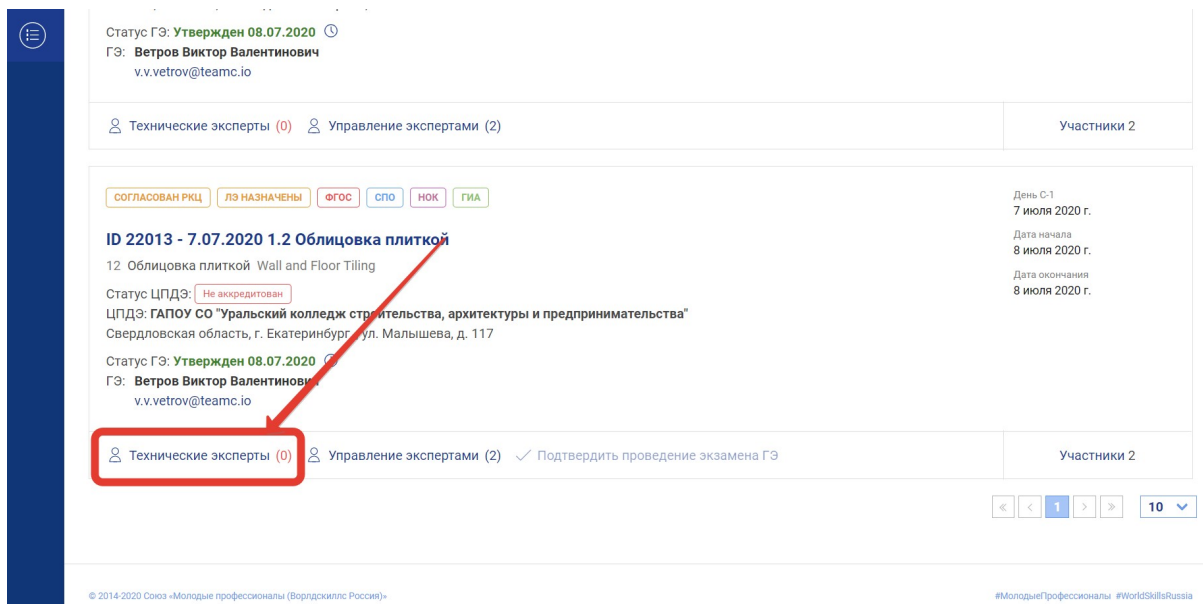 Статус ГЭ: Утвержден 08.07.2020
ГЭ: Ветров Виктор Валентинович
v.v.vetrov@teamc.io
Технические эксперты (0) Управление экспертами (2) Участники 2
СОГЛАСОВАН РКЦ ЛЭ НАЗНАЧЕНЫ ФГОС СПО НОК ГИА
ID 22013 - 7.07.2020 1.2 Облицовка плиткой
12 Облицовка плиткой Wall and Floor Tiling
Статус ЦПДЭ: Не аккредитован
ЦПДЭ: ГАПОУ СО "Уральский колледж строительства, архитектуры и предпринимательства"
Свердловская область, г. Екатеринбург, ул. Малышева, д. 117
Статус ГЭ: Утвержден 08.07.2020
ГЭ: Ветров Виктор Валентинович
v.v.vetrov@teamc.io
День C-1
7 июля 2020 г.
Дата начала
8 июля 2020 г.
Дата окончания
8 июля 2020 г.
Технические эксперты (0) Управление экспертами (2) Подтвердить проведение экзамена ГЭ Участники 2
« < 1 > » 10
© 2014-2020 Союз «Молодые профессионалы (Ворлдскиллс Россия)» #МолодыеПрофессионалы #WorldSkillsRussia